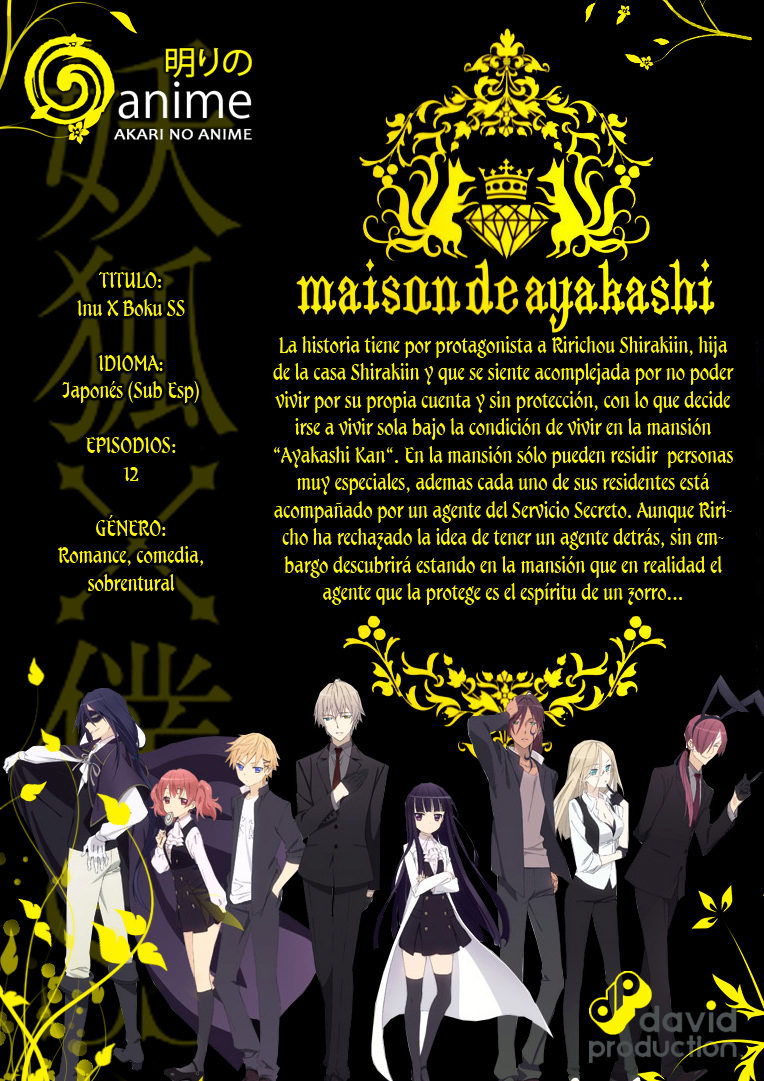 明りの
anime
AKARI NO ANIME
妖狐×僕
maison de ayakashi
TITULO:
Inu X Boku SS
IDIOMA:
Japonés (Sub Esp)
EPISODIOS:
12
GÉNERO:
Romance, comedia,
sobrentural
La historia tiene por protagonista a Ririchou Shirakiin, hija
de la casa Shirakiin y que se siente acomplejada por no poder
vivir por su propia cuenta y sin protección, con lo que decide
irse a vivir sola bajo la condición de vivir en la mansión
“Ayakashi Kan“. En la mansión sólo pueden residir personas
muy especiales, ademas cada uno de sus residentes está
acompañado por un agente del Servicio Secreto. Aunque Riri-
cho ha rechazado la idea de tener un agente detrás, sin em-
bargo descubrirá estando en la mansión que en realidad el
agente que la protege es el espíritu de un zorro...
david
production